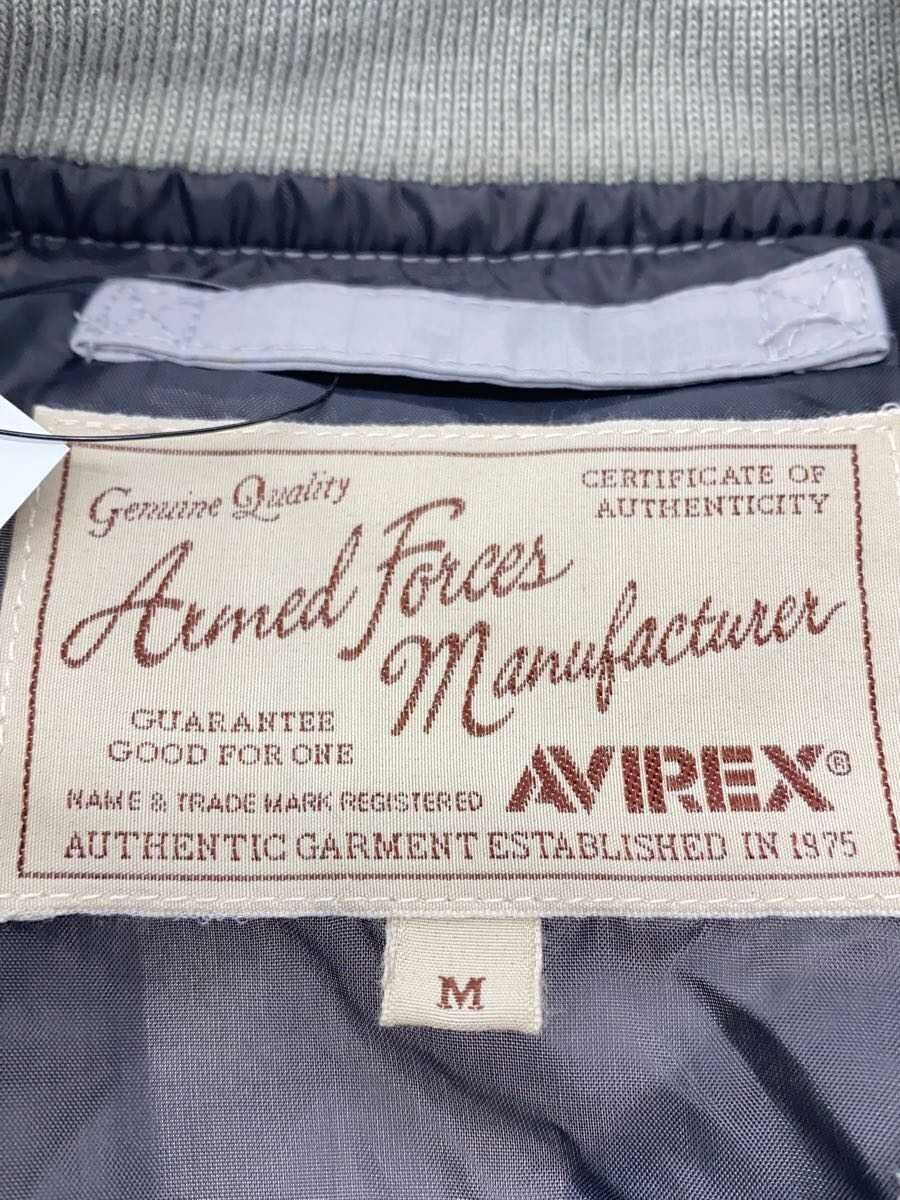 Genuine Quality
CERTIFICATE OF
AUTHENTICITY
Armed Forces
Manufacturer
GUARANTEE
GOOD FOR ONE
NAME & TRADE MARK REGISTERED
AVIREX®
AUTHENTIC GARMENT ESTABLISHED IN 1975
M